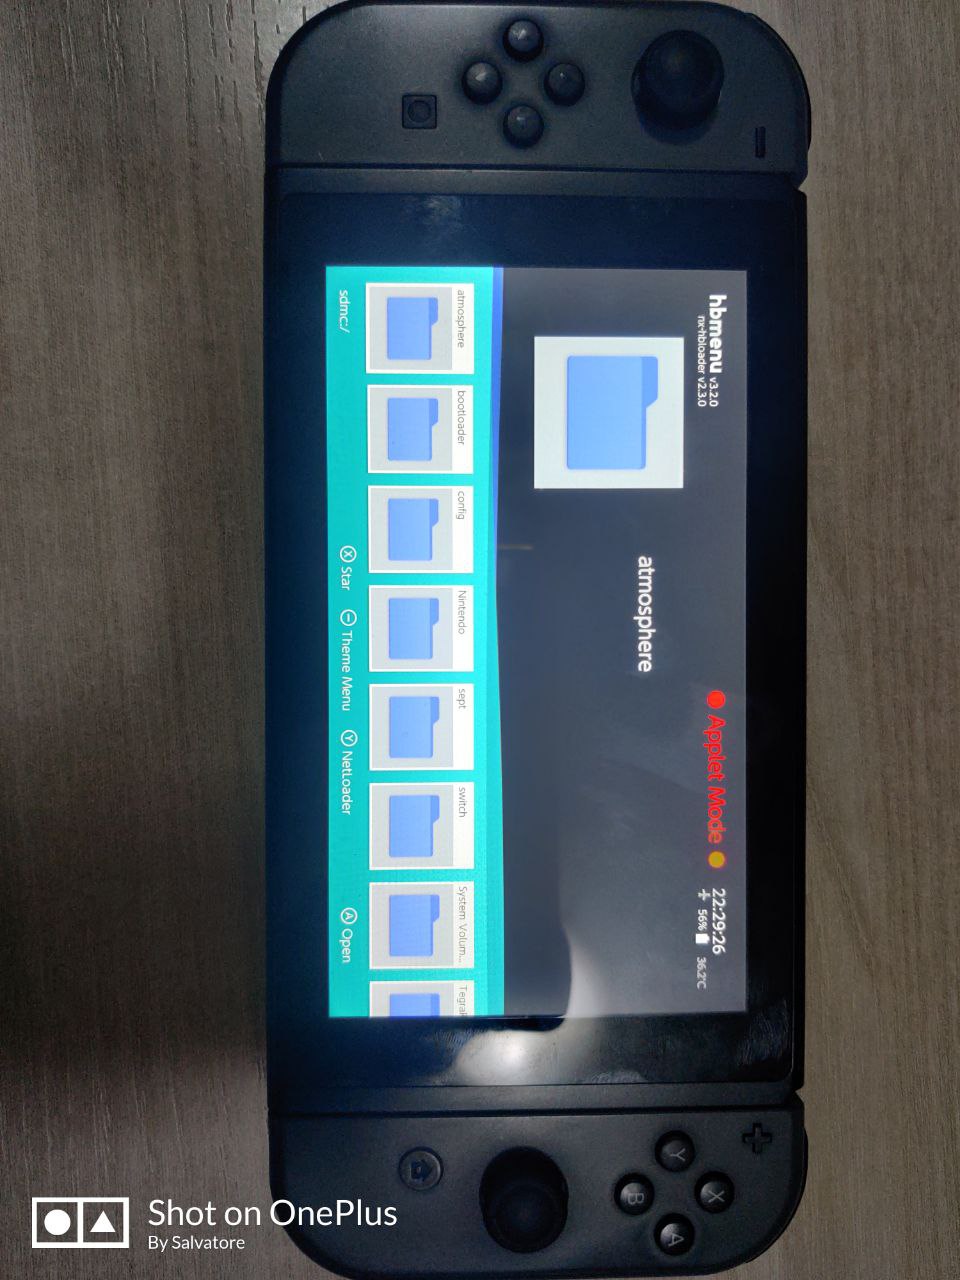 hbmenu v3.2.0
nx-hbloader v2.3.0
Applet Mode
22:29:26
56%
36.2°C
atmosphere
atmosphere
bootloader
config
Nintendo
sept
switch
System Volum...
sdmc:/
X Star
Theme Menu
Y NetLoader
A Open
Y
X
B
A
Shot on OnePlus
By Salvatore